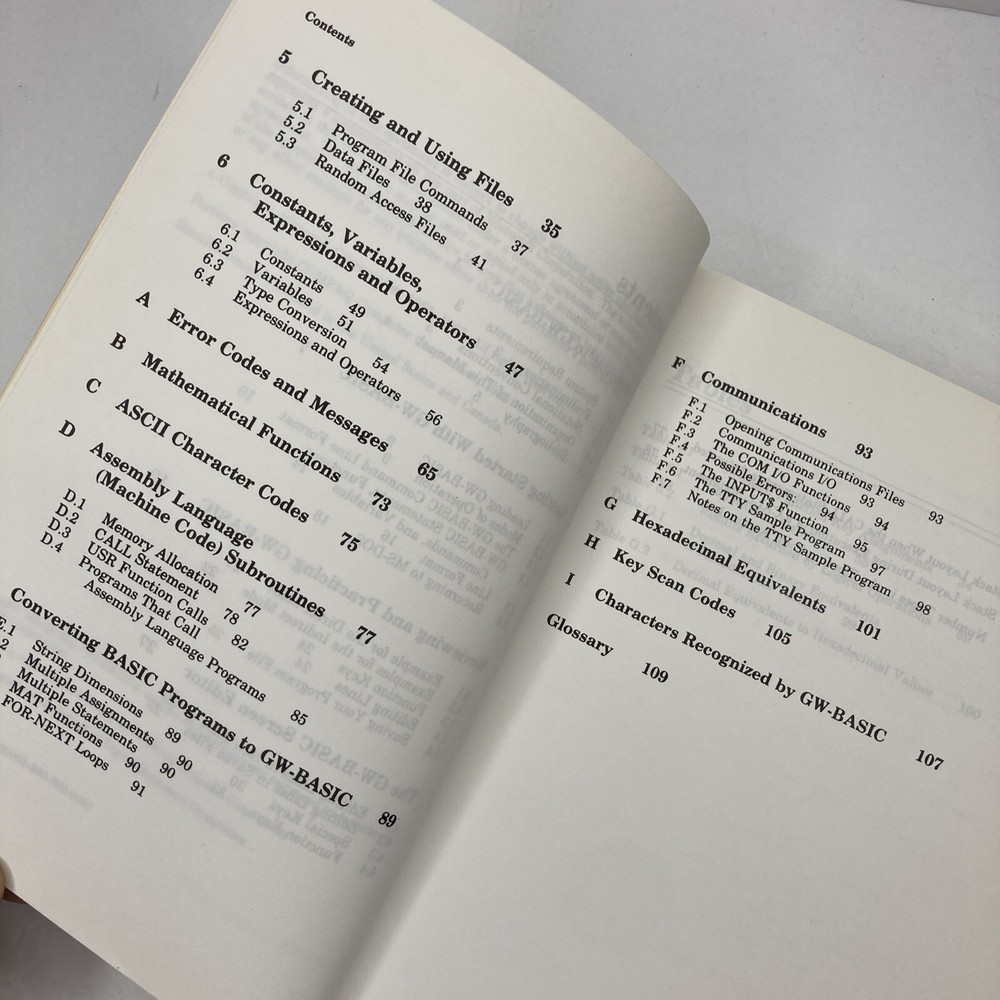 Contents
5 Creating and Using Files 35
5.1 Program File Commands 37
5.2 Data Files 38
5.3 Random Access Files 41
6 Constants, Variables,
Expressions and Operators 47
6.1 Constants 49
6.2 Variables 51
6.3 Type Conversion 54
6.4 Expressions and Operators 56
A Error Codes and Messages 65
B Mathematical Functions 73
C ASCII Character Codes 75
D Assembly Language
(Machine Code) Subroutines 77
D.1 Memory Allocation 77
D.2 CALL Statement 78
D.3 USR Function Calls 82
D.4 Programs That Call
Assembly Language Programs 85
Converting BASIC Programs to GW-BASIC 89
E.1 String Dimensions 89
Multiple Assignments 90
Multiple Statements 90
MAT Functions 90
FOR-NEXT Loops 91
F Communications 93
F.1 Opening Communications Files 93
F.2 Communications I/O 93
F.3 The COM I/O Functions 94
F.4 Possible Errors: 94
F.5 The INPUT$ Function 95
F.6 The TTY Sample Program 97
F.7 Notes on the TTY Sample Program 98
G Hexadecimal Equivalents 101
H Key Scan Codes 105
I Characters Recognized by GW-BASIC 107
Glossary 109